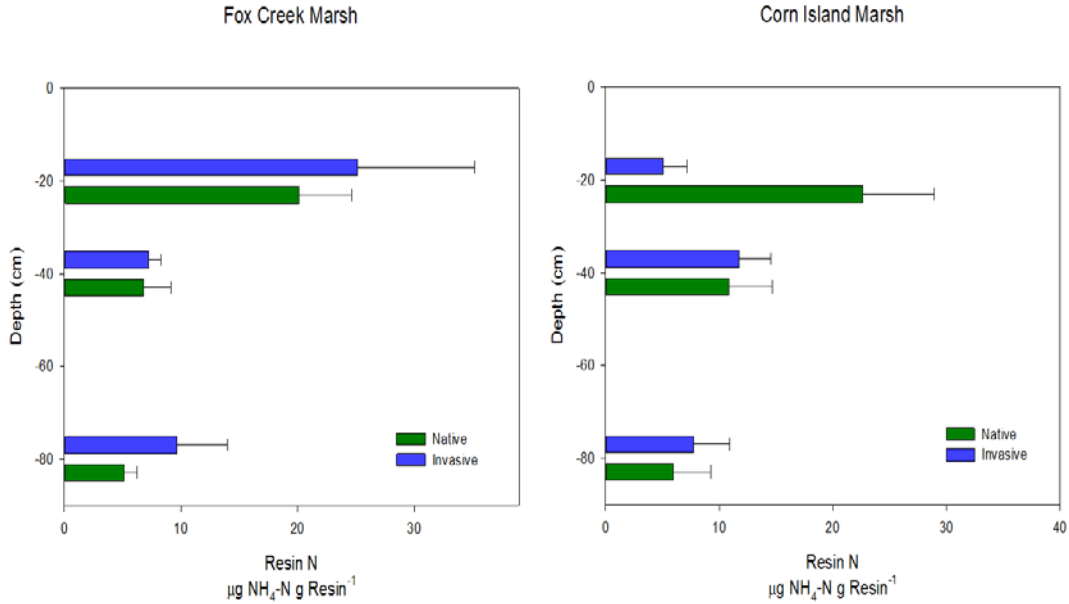 Fox Creek Marsh
0
-20
-40
-60
-80
Depth (cm)
Native
Invasive
0 10 20 30
Resin N
µg NH₄-N g Resin⁻¹
Corn Island Marsh
0
-20
-40
-60
-80
Depth (cm)
Native
Invasive
0 10 20 30 40
Resin N
µg NH₄-N g Resin⁻¹